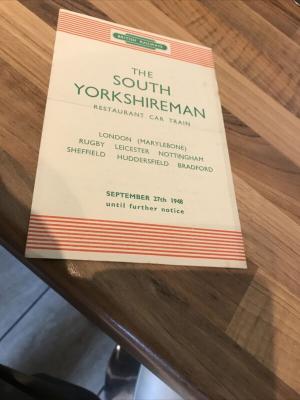 BRITISH RAILWAYS
THE
SOUTH
YORKSHIREMAN
RESTAURANT CAR TRAIN
LONDON (MARYLEBONE)
RUGBY LEICESTER NOTTINGHAM
SHEFFIELD HUDDERSFIELD BRADFORD
SEPTEMBER 27th 1948
until further notice